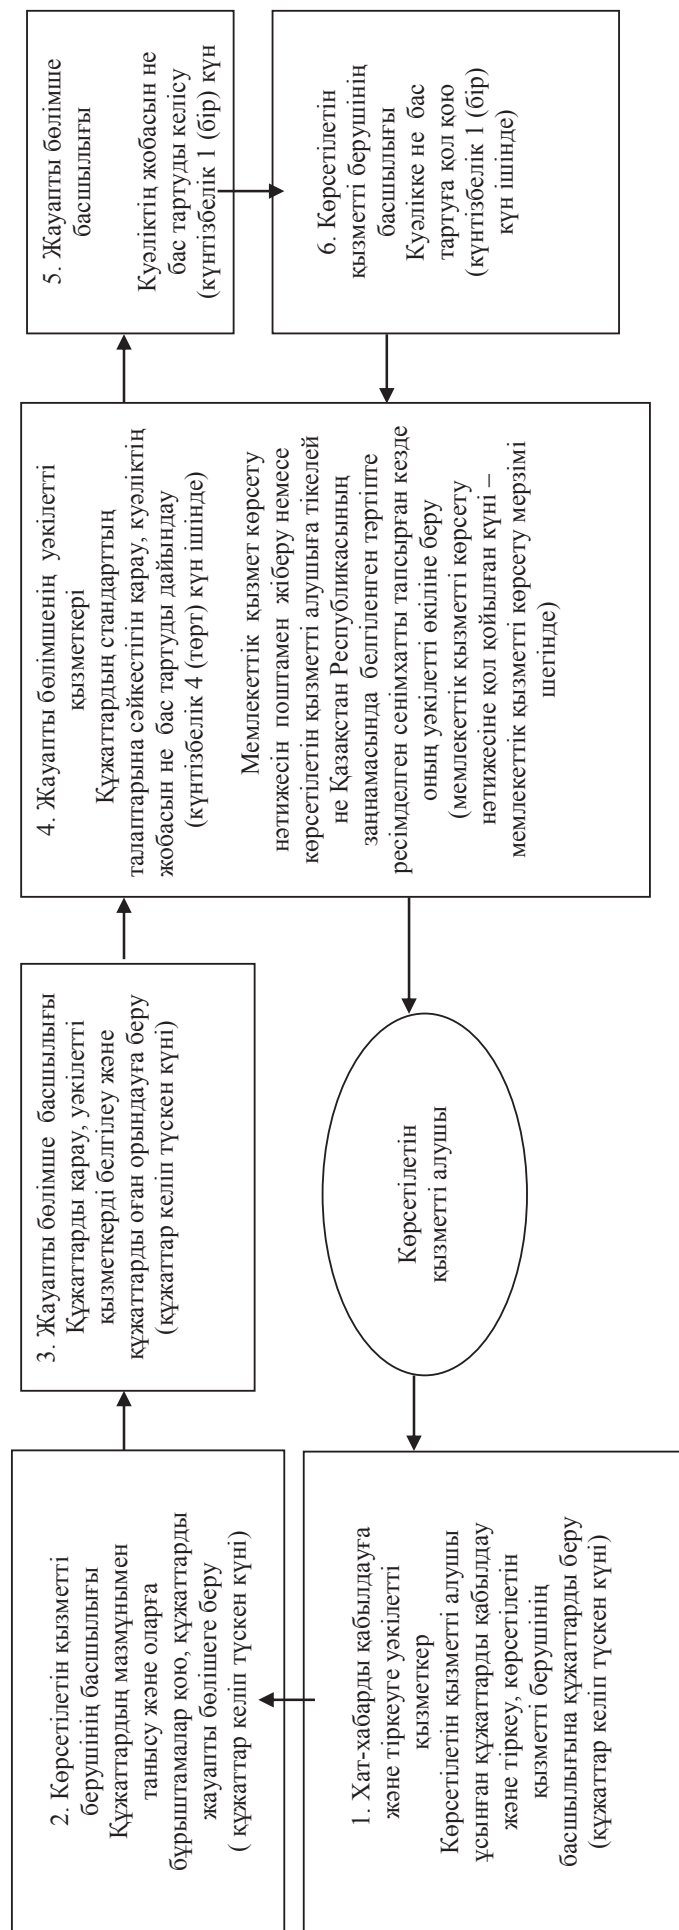 1. Хат-хабарды қабылдауға
және тіркеуге уәкілетті
қызметкер
Көрсетілетін қызметті алушы
ұсынған құжаттарды қабылдау
және тіркеу, көрсетілетін
қызметті берушінің
басшылығына құжаттарды беру
(құжаттар келіп түскен күні)
2. Көрсетілетін қызметті
берушінің басшылығы
Құжаттардың мазмұнымен
танысу және оларға
бұрыштамалар қою, құжаттарды
жауапты бөлішеге беру
( құжаттар келіп түскен күні)
3. Жауапты бөлімше басшылығы
Құжаттарды қарау, уәкілетті
қызметкерді белгілеу және
құжаттарды оған орындауға беру
(құжаттар келіп түскен күні)
4. Жауапты бөлімшенің уәкілетті
қызметкері
Құжаттардың стандарттың
талаптарына сәйкестігін қарау, куәліктің
жобасын не бас тартуды дайындау
(күнтізбелік 4 (төрт) күн ішінде)
Мемлекеттік қызмет көрсету
нәтижесін поштамен жіберу немесе
көрсетілетін қызметті алушыға тікелей
не Қазақстан Республикасының
заңнамасында белгіленген тәртіпте
ресімделген сенімхатты тапсырған кезде
оның уәкілетті өкіліне беру
(мемлекеттік қызметті көрсету
нәтижесіне қол қойылған күні –
мемлекеттік қызметті көрсету мерзімі
шегінде)
5. Жауапты бөлімше
басшылығы
Куәліктің жобасын не
бас тартуды келісу
(күнтізбелік 1 (бір) күн
6. Көрсетілетін
қызметті берушінің
басшылығы
Куәлікке не бас
тартуға қол қою
(күнтізбелік 1 (бір)
күн ішінде)
Көрсетілетін
қызметті алушы